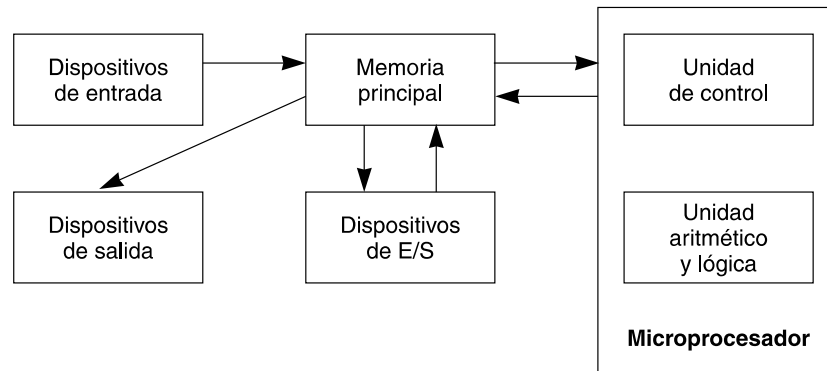 Dispositivos
de entrada
Memoria
principal
Unidad
de control
Dispositivos
de salida
Dispositivos
de E/S
Unidad
aritmético
y lógica
Microprocesador